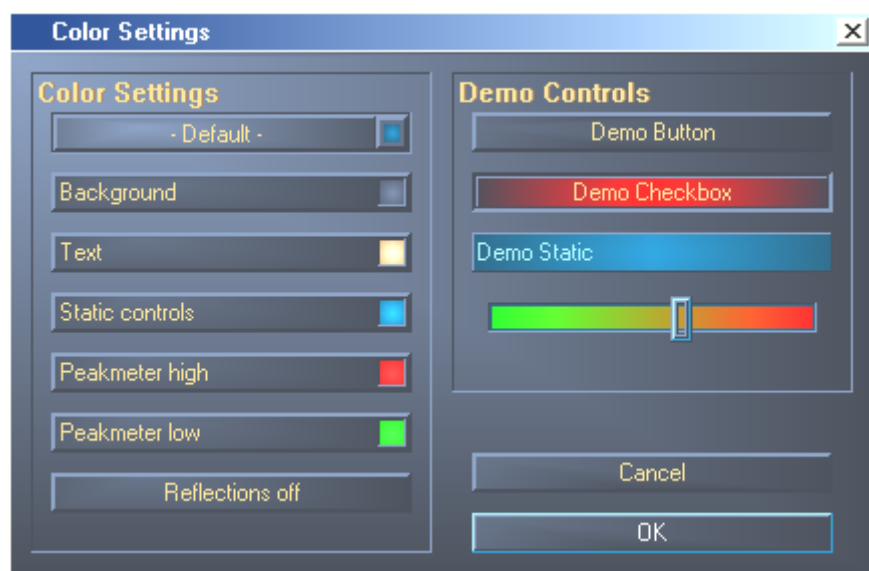 Color Settings
Color Settings
- Default -
Background
Text
Static controls
Peakmeter high
Peakmeter low
Reflections off
Demo Controls
Demo Button
Demo Checkbox
Demo Static
Cancel
OK